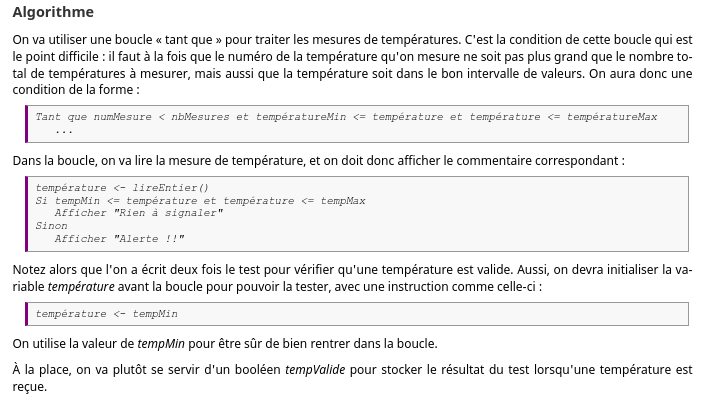 Algorithme
On va utiliser une boucle « tant que » pour traiter les mesures de températures. C'est la condition de cette boucle qui est
le point difficile : il faut à la fois que le numéro de la température qu'on mesure ne soit pas plus grand que le nombre to-
tal de températures à mesurer, mais aussi que la température soit dans le bon intervalle de valeurs. On aura donc une
condition de la forme :
Tant que numMesure < nbMesures et températureMin <= température et température <= températureMax
...
Dans la boucle, on va lire la mesure de température, et on doit donc afficher le commentaire correspondant :
température <- lireEntier()
Si tempMin <= température et température <= tempMax
Afficher "Rien à signaler"
Sinon
Afficher "Alerte !!"
Notez alors que l'on a écrit deux fois le test pour vérifier qu'une température est valide. Aussi, on devra initialiser la va-
riable température avant la boucle pour pouvoir la tester, avec une instruction comme celle-ci :
température <- tempMin
On utilise la valeur de tempMin pour être sûr de bien rentrer dans la boucle.
À la place, on va plutôt se servir d'un booléen tempValide pour stocker le résultat du test lorsqu'une température est
reçue.